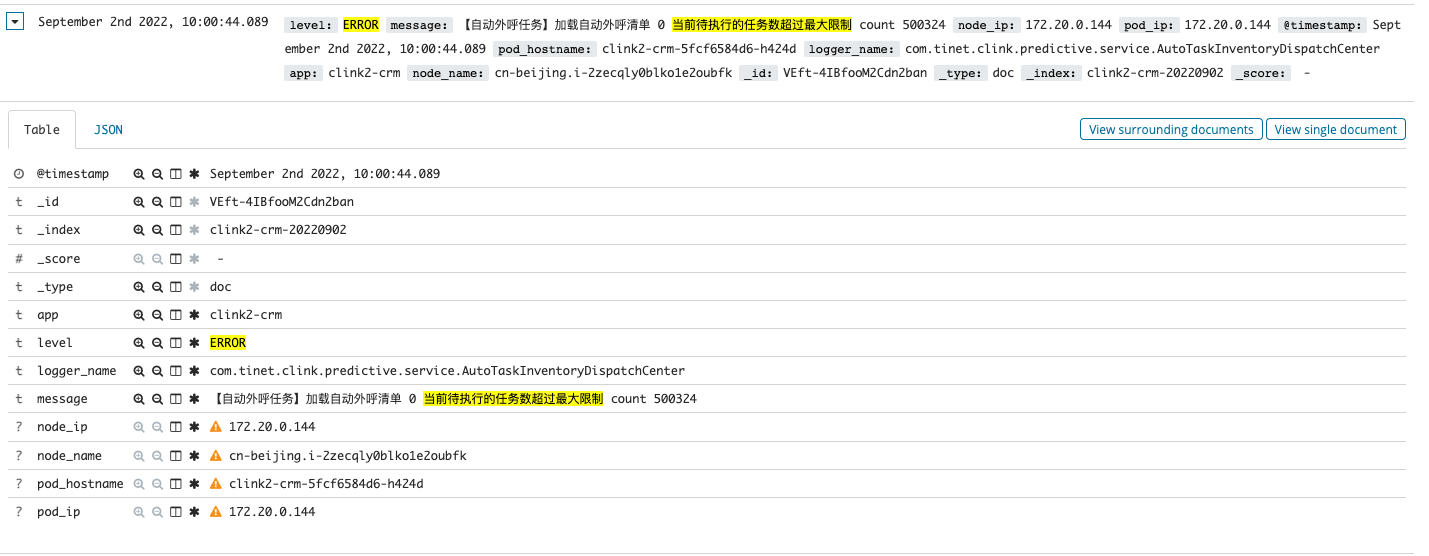 September 2nd 2022, 10:00:44.089 level: ERROR message: 【自动外呼任务】加载自动外呼清单 0 当前待执行的任务数超过最大限制 count 500324 node_ip: 172.20.0.144 pod_ip: 172.20.0.144 @timestamp: Sept
ember 2nd 2022, 10:00:44.089 pod_hostname: clink2-crm-5fcf6584d6-h424d logger_name: com.tinet.clink.predictive.service.AutoTaskInventoryDispatchCenter
app: clink2-crm node_name: cn-beijing.i-2zecqly0blko1e2oubfk _id: VEft-4IBfooM2Cdn2ban _type: doc _index: clink2-crm-20220902 _score: -
Table JSON View surrounding documents View single document
@timestamp September 2nd 2022, 10:00:44.089
t _id VEft-4IBfooM2Cdn2ban
t _index clink2-crm-20220902
# _score -
t _type doc
t app clink2-crm
t level ERROR
t logger_name com.tinet.clink.predictive.service.AutoTaskInventoryDispatchCenter
t message 【自动外呼任务】加载自动外呼清单 0 当前待执行的任务数超过最大限制 count 500324
? node_ip 172.20.0.144
? node_name cn-beijing.i-2zecqly0blko1e2oubfk
? pod_hostname clink2-crm-5fcf6584d6-h424d
? pod_ip 172.20.0.144